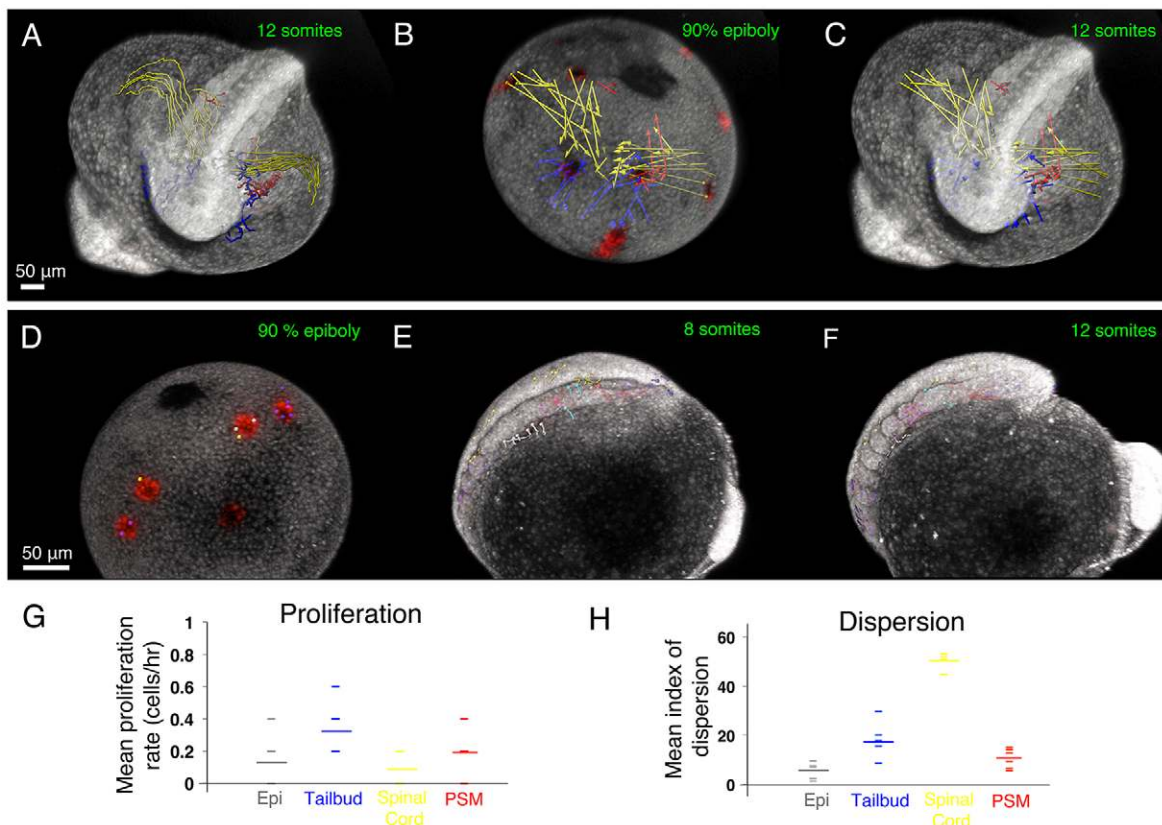 A
12 somites
B
90% epiboly
C
12 somites
50 µm
D
90 % epiboly
E
8 somites
F
12 somites
50 µm
G
Proliferation
Mean proliferation
rate (cells/hr)
1
0.8
0.6
0.4
0.2
0
Epi
Tailbud
Spinal
Cord
PSM
H
Dispersion
Mean index of
dispersion
60
40
20
0
Epi
Tailbud
Spinal
Cord
PSM